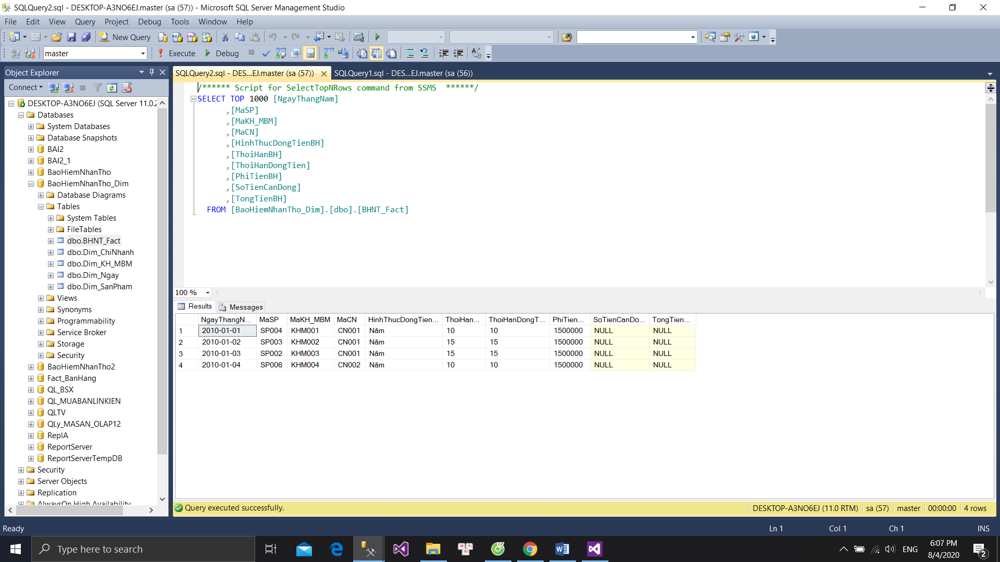 SQLQuery2.sql - DESKTOP-A3NO6EJ.master (sa (57)) - Microsoft SQL Server Management Studio
File Edit View Query Project Debug Tools Window Help
New Query
master Execute Debug
Object Explorer
Connect
DESKTOP-A3NO6EJ (SQL Server 11.0.2
Databases
System Databases
Database Snapshots
BAI2
BAI2_1
BaoHiemNhanTho
BaoHiemNhanTho_Dim
Database Diagrams
Tables
System Tables
FileTables
dbo.BHNT_Fact
dbo.Dim_ChiNhanh
dbo.Dim_KH_MBM
dbo.Dim_Ngay
dbo.Dim_SanPham
Views
Synonyms
Programmability
Service Broker
Storage
Security
BaoHiemNhanTho2
Fact_BanHang
QL_BSX
QL_MUABANLINKIEN
QLTV
QLy_MASAN_OLAP12
RepIA
ReportServer
ReportServerTempDB
Security
Server Objects
Replication
AlwaysOn High Availability
SQLQuery2.sql - DES...EJ.master (sa (57)) SQLQuery1.sql - DES...EJ.master (sa (56))
/****** Script for SelectTopNRows command from SSMS ******/
SELECT TOP 1000 [NgayThangNam]
,[MaSP]
,[MaKH_MBM]
,[MaCN]
,[HinhThucDongTienBH]
,[ThoiHanBH]
,[ThoiHanDongTien]
,[PhiTienBH]
,[SoTienCanDong]
,[TongTienBH]
FROM [BaoHiemNhanTho_Dim].[dbo].[BHNT_Fact]
100 %
Results Messages
NgayThangN... MaSP MaKH_MBM MaCN HinhThucDongTien... ThoiHan... ThoiHanDongT... PhiTien... SoTienCanDo... TongTien...
1 2010-01-01 SP004 KHM001 CN001 Năm 10 10 1500000 NULL NULL
2 2010-01-02 SP003 KHM002 CN001 Năm 15 15 1500000 NULL NULL
3 2010-01-03 SP002 KHM003 CN001 Năm 15 15 1500000 NULL NULL
4 2010-01-04 SP006 KHM004 CN002 Năm 10 10 1500000 NULL NULL
Query executed successfully. DESKTOP-A3NO6EJ (11.0 RTM) sa (57) master 00:00:00 4 rows
Ready Ln 1 Col 1 Ch 1 INS
Type here to search
ENG
6:07 PM
8/4/2020
2